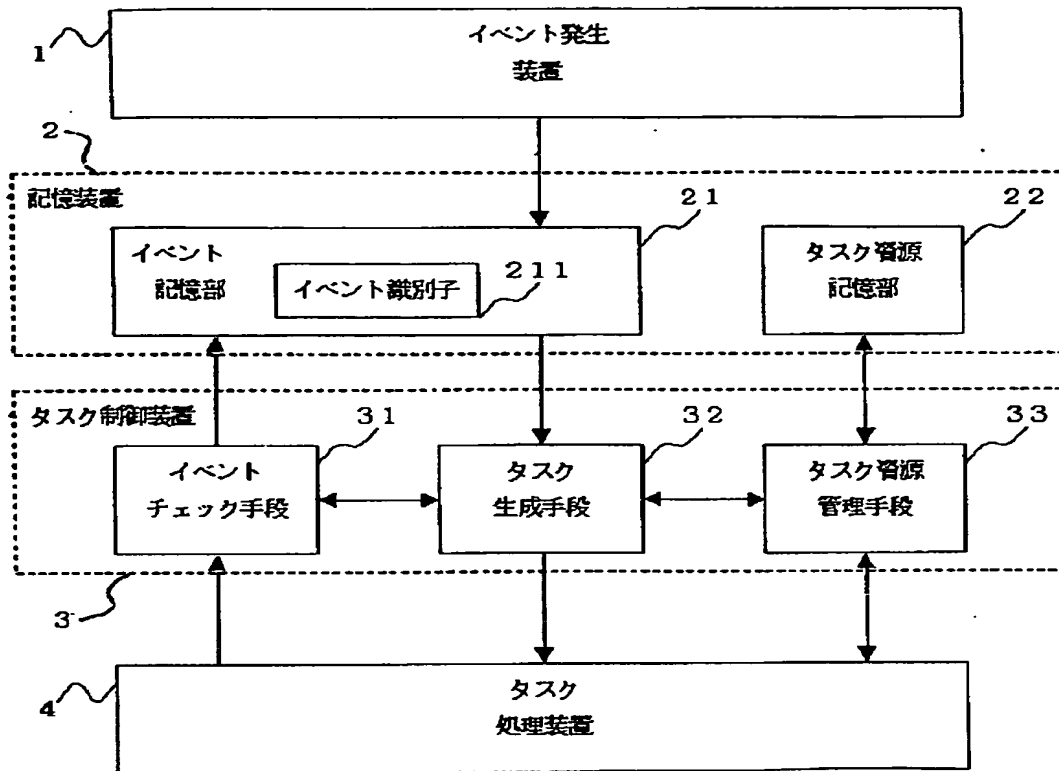 1
イベント発生
装置
2
記憶装置
21
22
イベント
記憶部
イベント識別子
211
タスク資源
記憶部
タスク制御装置
31
32
33
イベント
チェック手段
タスク
生成手段
タスク資源
管理手段
3
4
タスク
処理装置